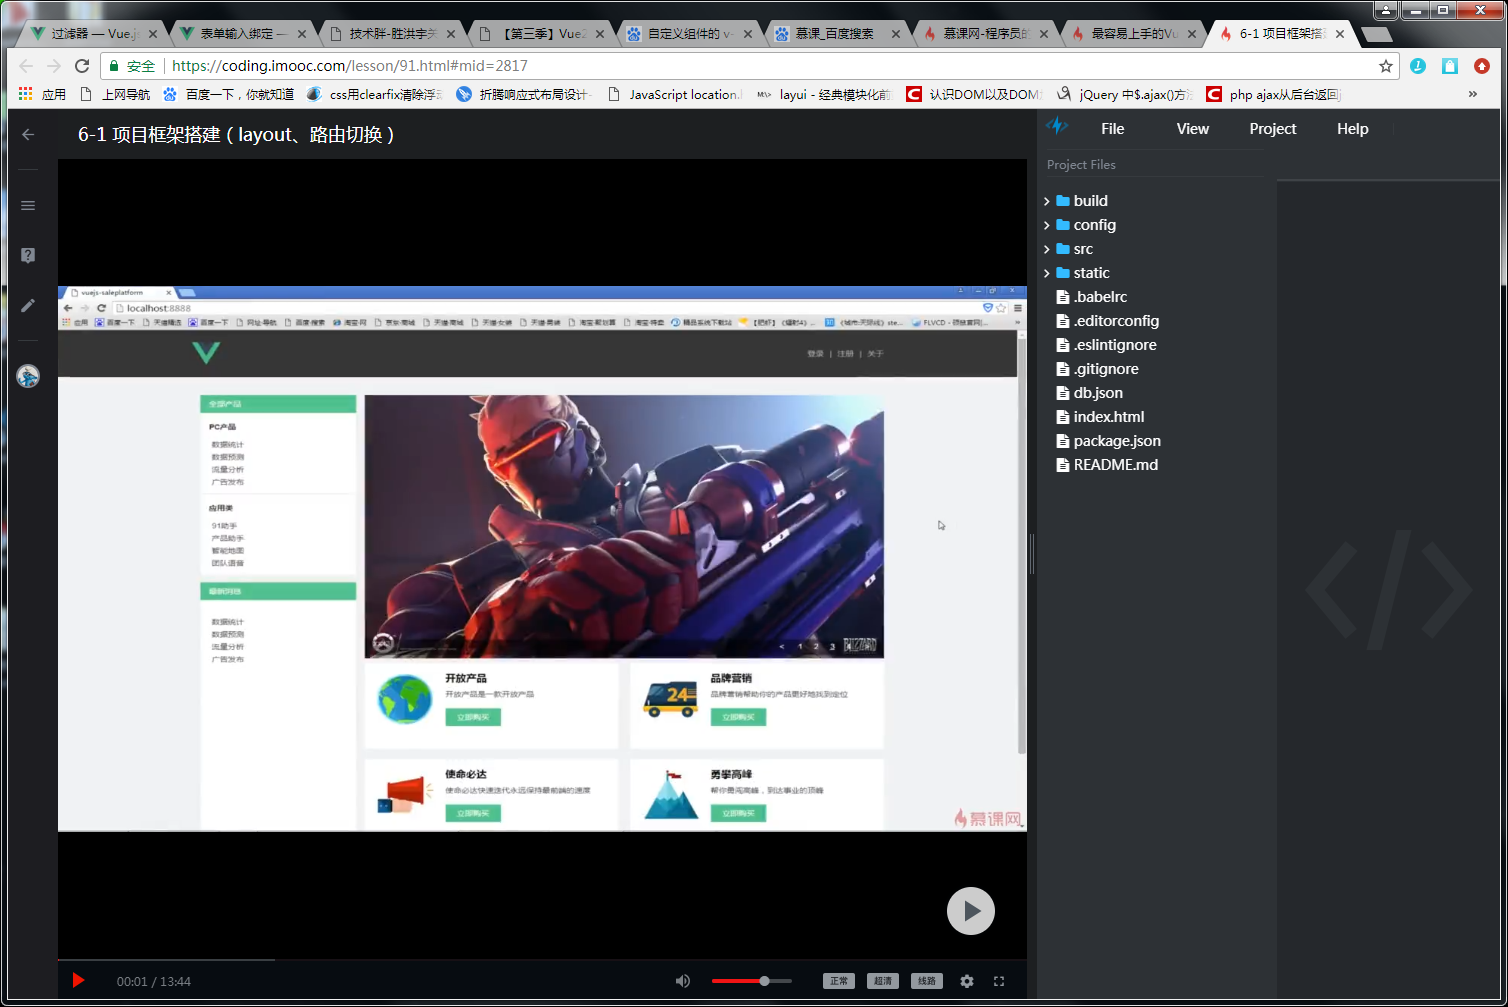 过滤器 — Vue.js
表单输入绑定 —
技术胖-胜洪宇关
【第三季】Vue2
自定义组件的 v-
慕课_百度搜索
慕课网-程序员的
最容易上手的Vu
6-1 项目框架搭
安全 https://coding.imooc.com/lesson/91.html#mid=2817
应用 上网导航 百度一下，你就知道 css用clearfix清除浮动 折腾响应式布局设计- JavaScript location. layui - 经典模块化前 认识DOM以及DOM jQuery 中$.ajax()方法 php ajax从后台返回 »
6-1 项目框架搭建（layout、路由切换）
File View Project Help
Project Files
build
config
src
static
.babelrc
.editorconfig
.eslintignore
.gitignore
db.json
index.html
package.json
README.md
vuejs-saleplatform
localhost:8888
登录 | 注册 | 关于
全部产品
PC产品
数据统计
数据预测
流量分析
广告发布
应用类
91助手
产品助手
智能地图
团队语音
数据统计
数据预测
流量分析
广告发布
< 1 2 3 4
BLIZZARD
开放产品
开放产品是一款开放产品
立即购买
品牌营销
品牌营销帮助你的产品更好地找到定位
立即购买
24
使命必达
使命必达快速迭代永远保持最前端的速度
立即购买
勇攀高峰
帮你勇闯高峰，到达事业的顶峰
立即购买
慕课网
00:01 / 13:44
正常 超清 线路